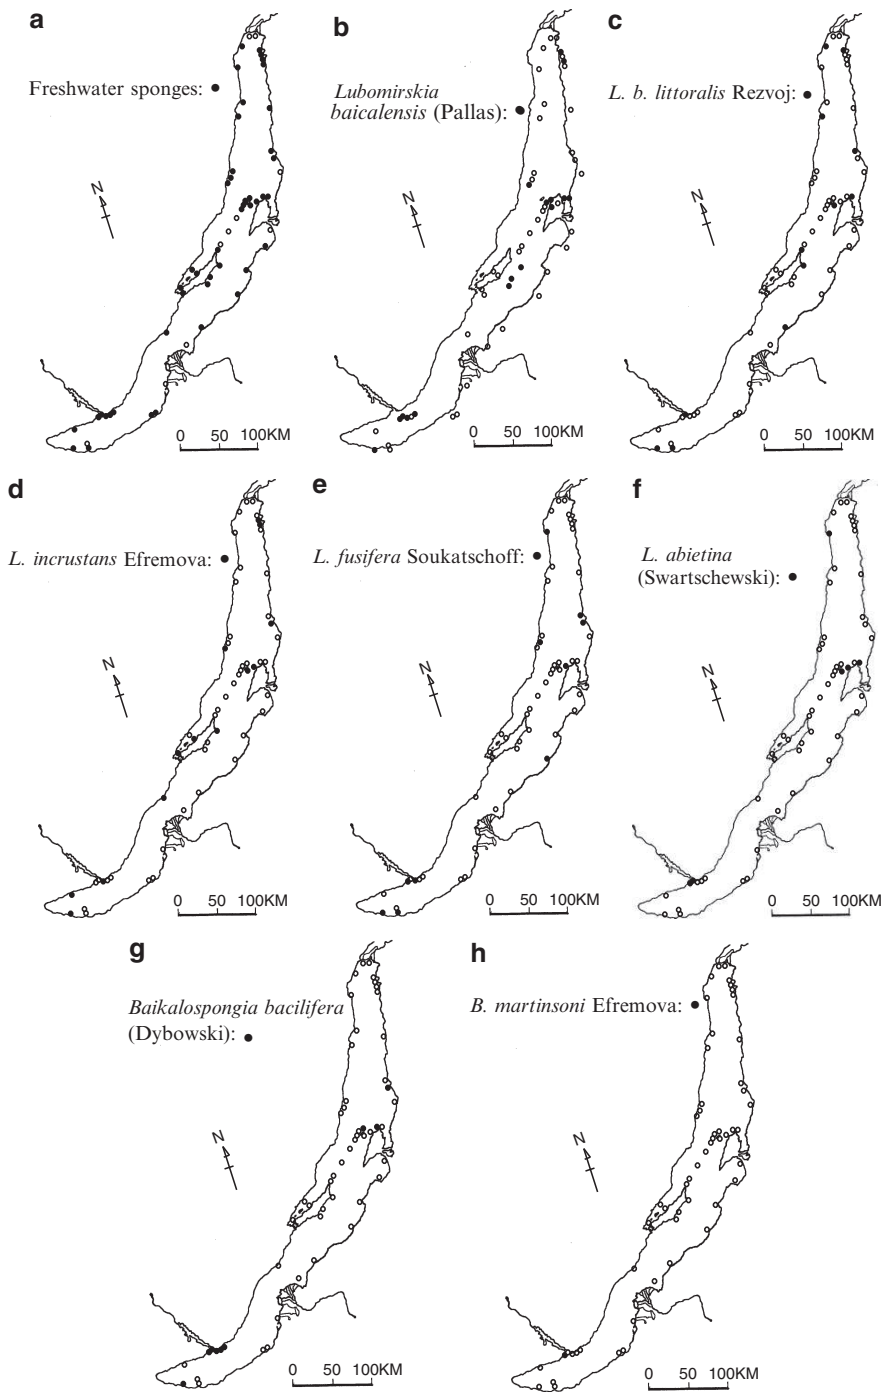 a
Freshwater sponges:
N
0 50 100KM
b
Lubomirskia
baicalensis (Pallas):
N
0 50 100KM
c
L. b. littoralis Rezvoj:
N
0 50 100KM
d
L. incrustans Efremova:
N
0 50 100KM
e
L. fusifera Soukatschoff:
N
0 50 100KM
f
L. abietina
(Swartschewski):
N
0 50 100KM
g
Baikalospongia bacilifera
(Dybowski):
N
0 50 100KM
h
B. martinsoni Efremova:
N
0 50 100KM